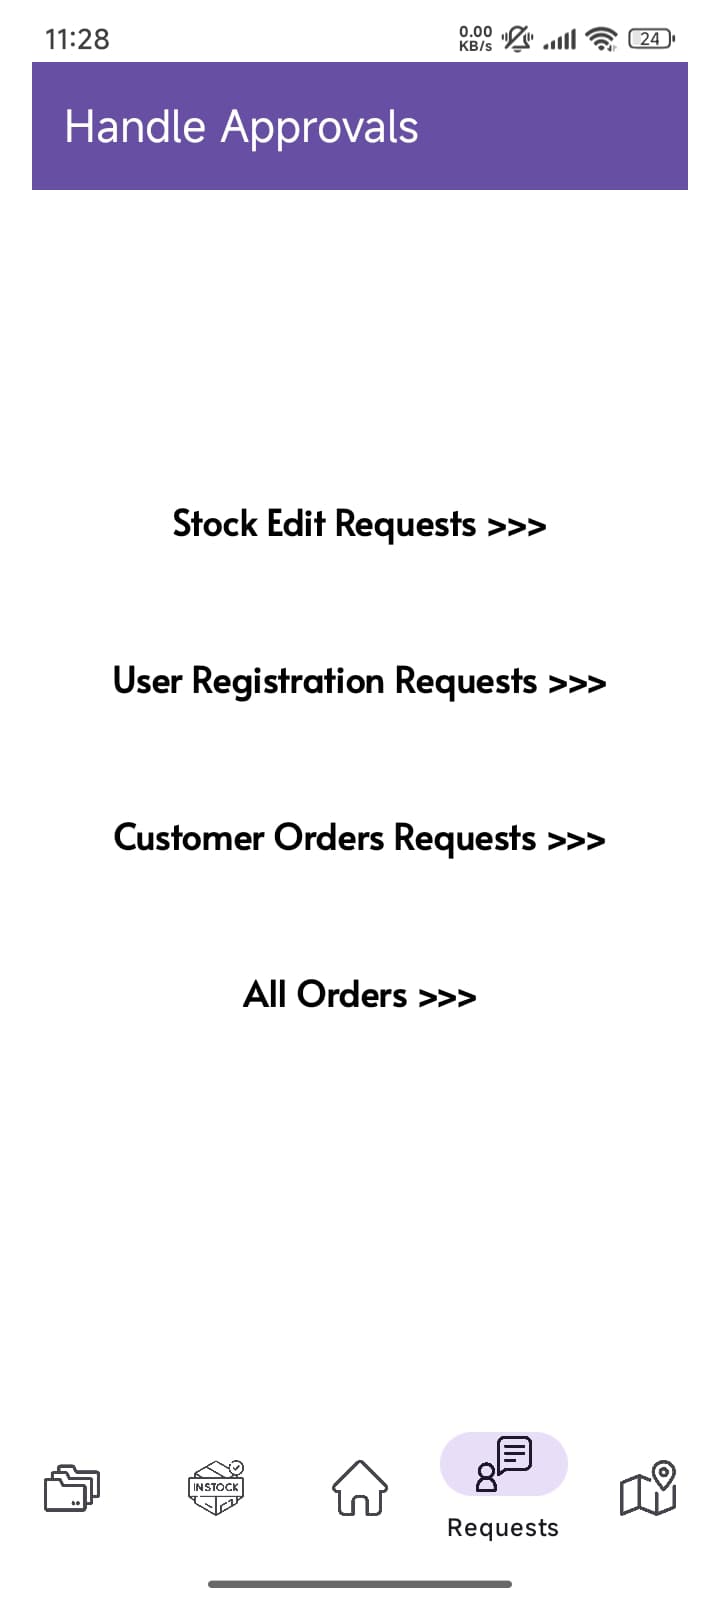 11:28
0.00
KB/s
24
Handle Approvals
Stock Edit Requests >>>
User Registration Requests >>>
Customer Orders Requests >>>
All Orders >>>
INSTOCK
Requests